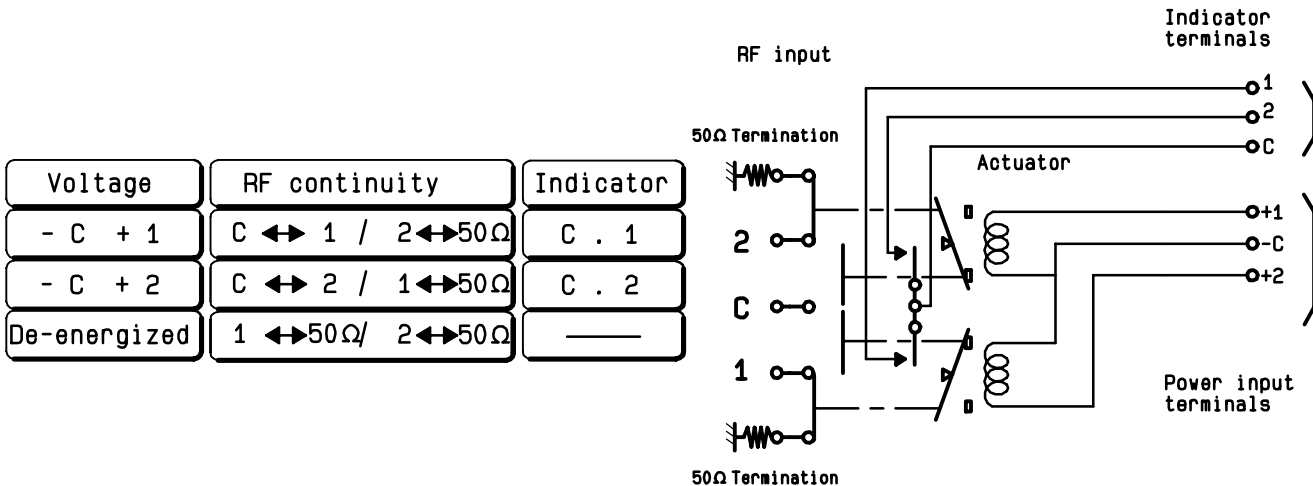 Voltage RF continuity Indicator
- C + 1 C ↔ 1 / 2↔50Ω C . 1
- C + 2 C ↔ 2 / 1↔50Ω C . 2
De-energized 1 ↔50Ω/ 2↔50Ω ———
RF input
Indicator
terminals
1
2
C
50Ω Termination
Actuator
2
C
1
+1
-C
+2
Power input
terminals
50Ω Termination